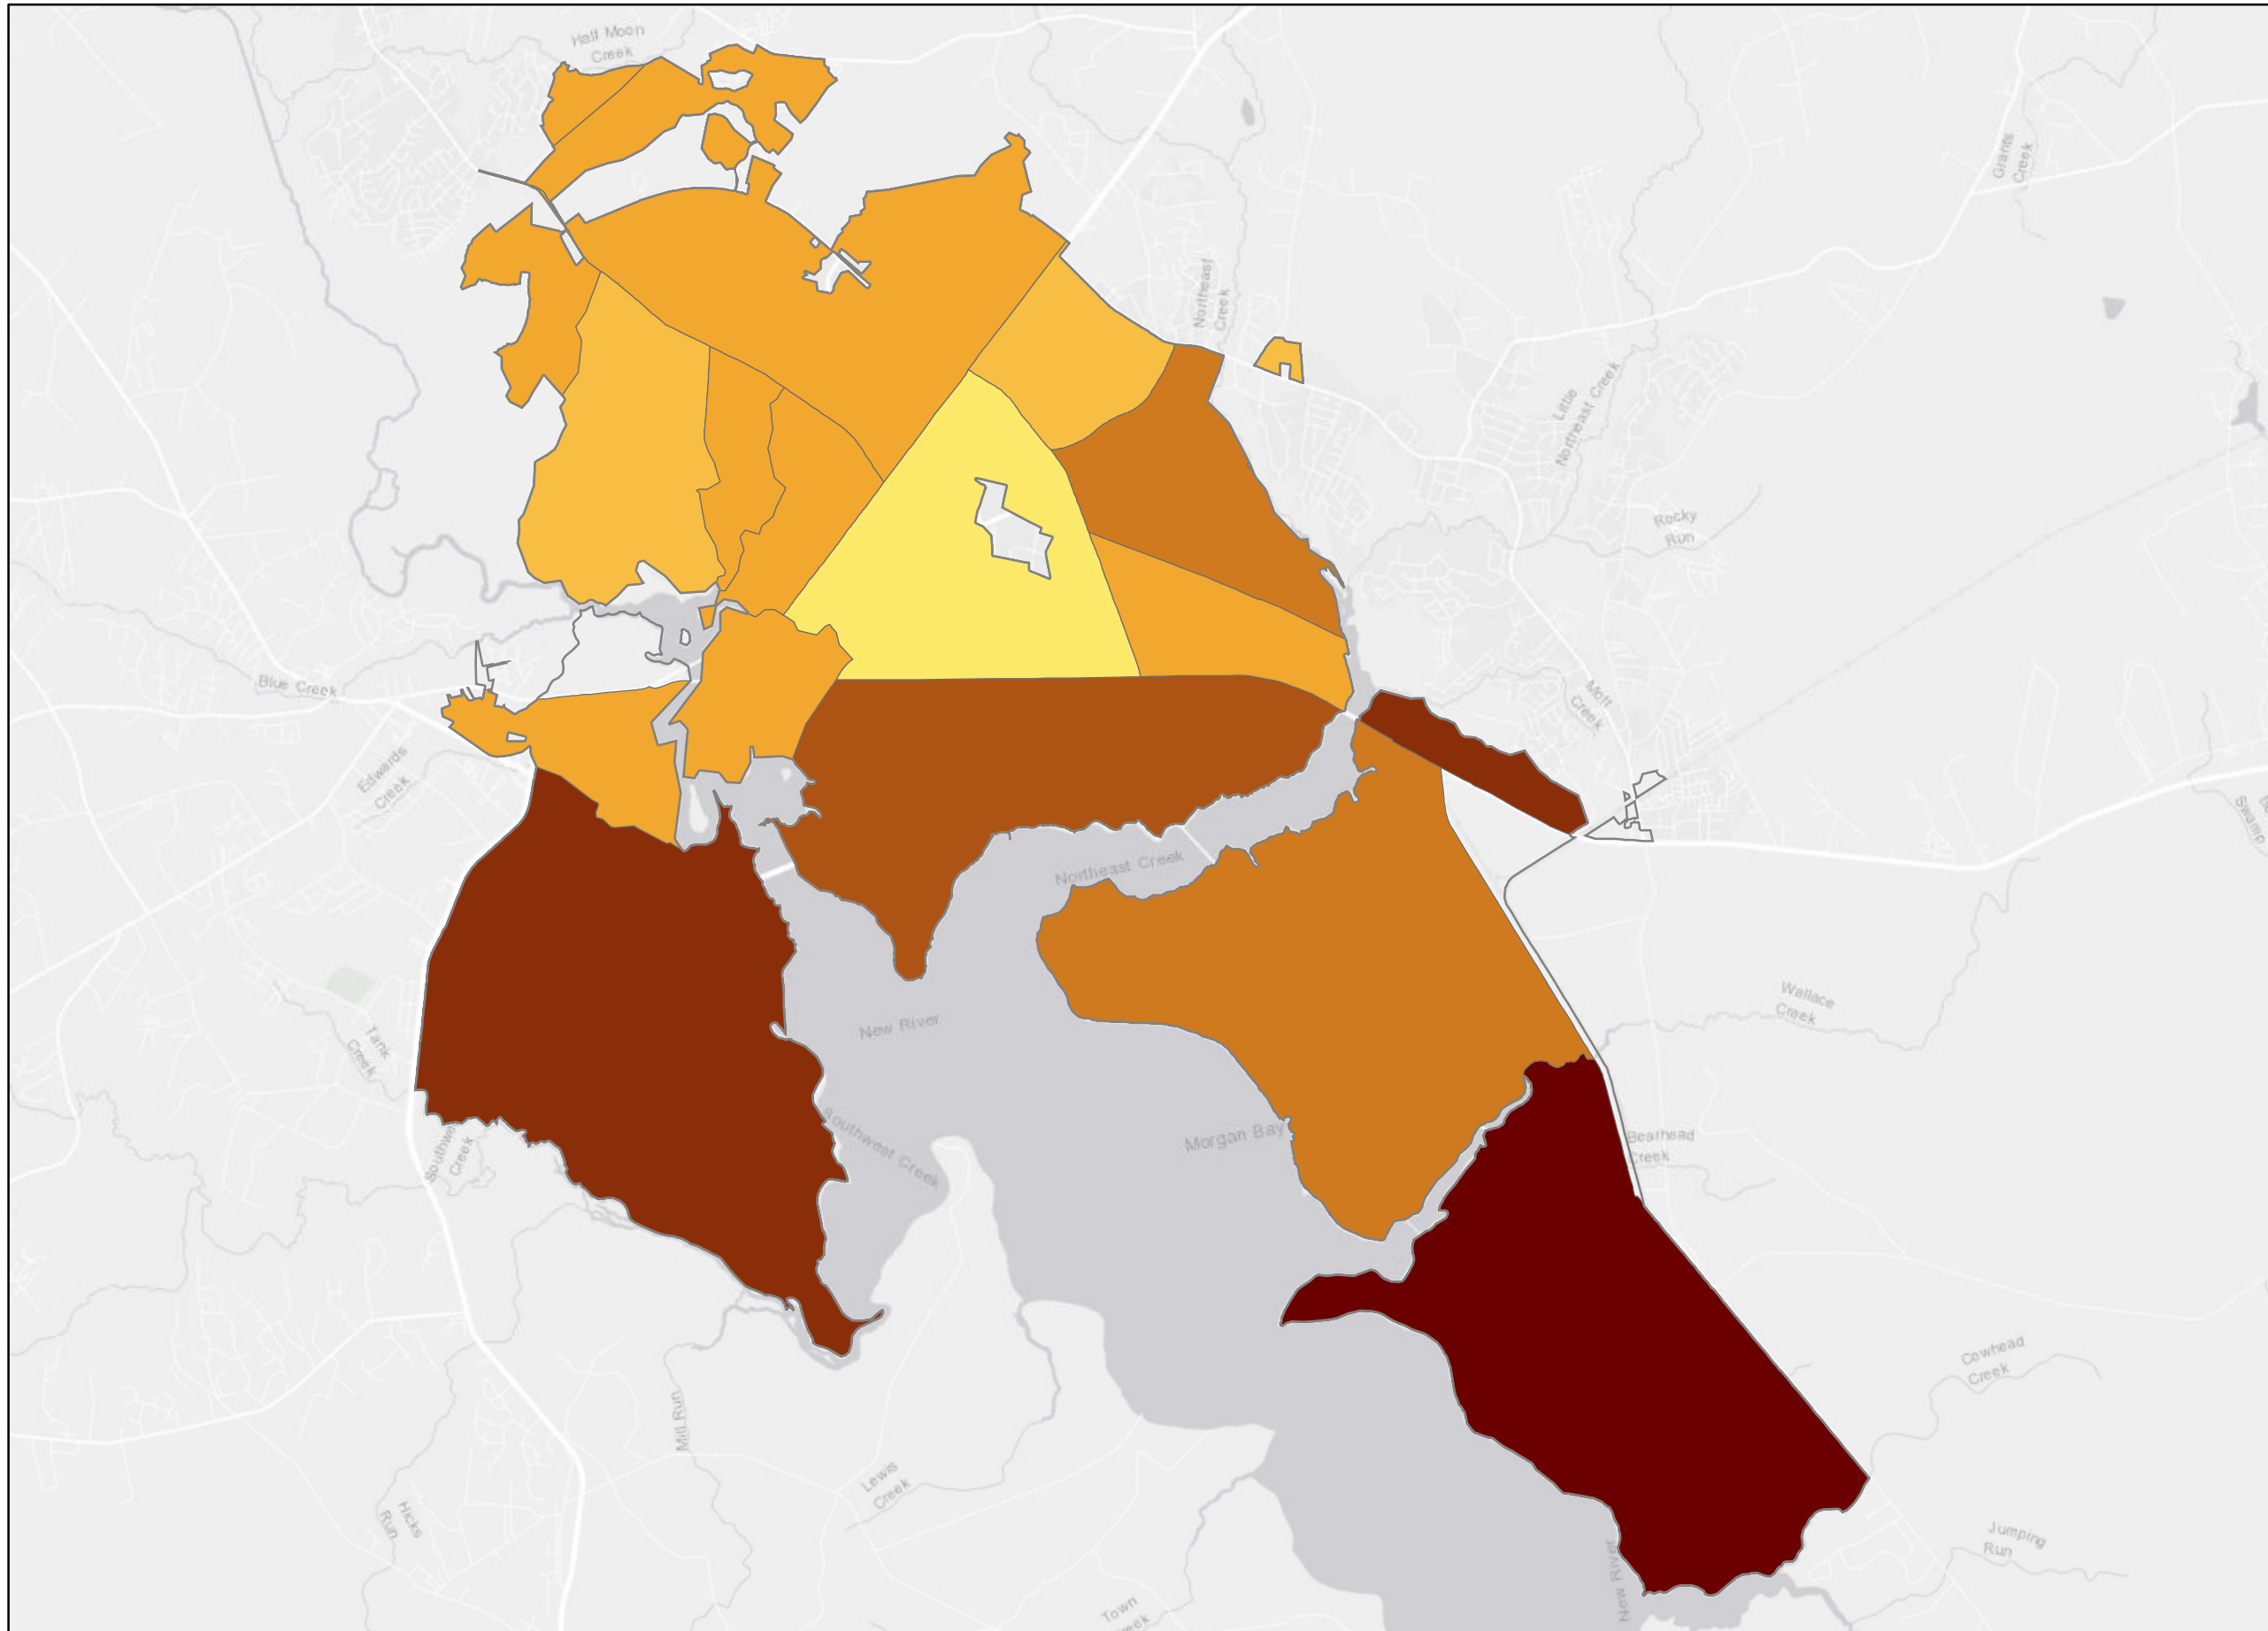 Half Moon
Creek
Grants
Creek
Northeast
Creek
Little
Northeast Creek
Rocky
Run
Blue Creek
Mott
Creek
Edwards
Creek
Swamp
Northeast Creek
Wallace
Creek
New River
Tank
Creek
Southwest Creek
Morgan Bay
Bearhead
Creek
Creek
Cowhead
Creek
Mill Run
Lewis
Creek
Hicks
Run
Jumping
Run
New River
Town